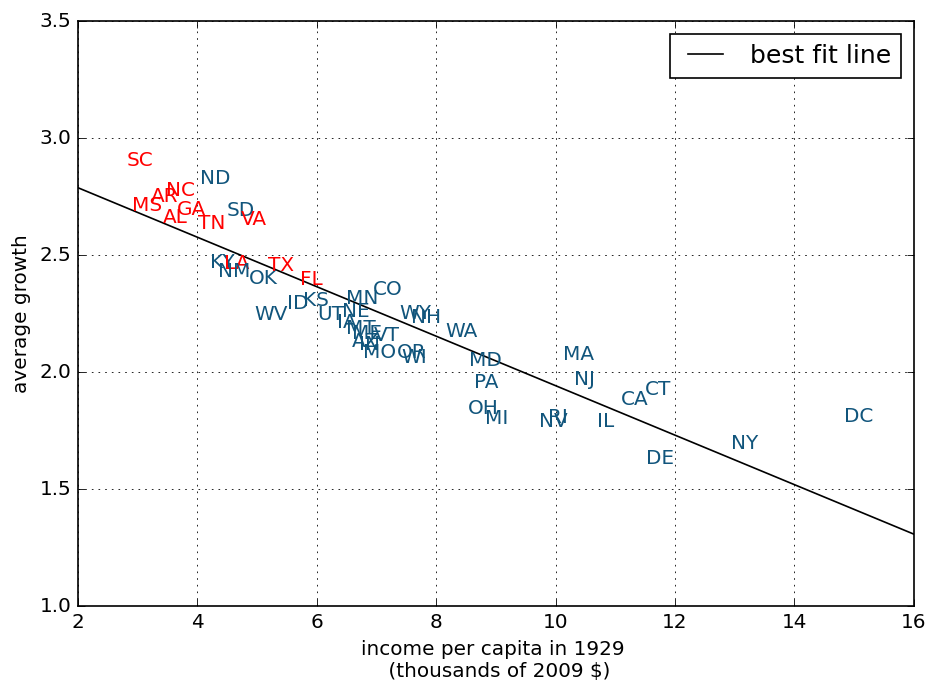 3.5
best fit line
3.0
SC
ND
NC
AR
MS
GA
SD
AL
VA
TN
2.5
KY
LA
TX
NM
OK
FL
CO
MN
KS
ID
NE
WY
NH
WV
UT
IA
MT
WA
ME
VT
MO
OR
WI
2.0
MD
MA
PA
NJ
CT
CA
OH
MI
RI
NV
IL
DC
NY
DE
1.5
1.0
2 4 6 8 10 12 14 16
average growth
income per capita in 1929
(thousands of 2009 $)